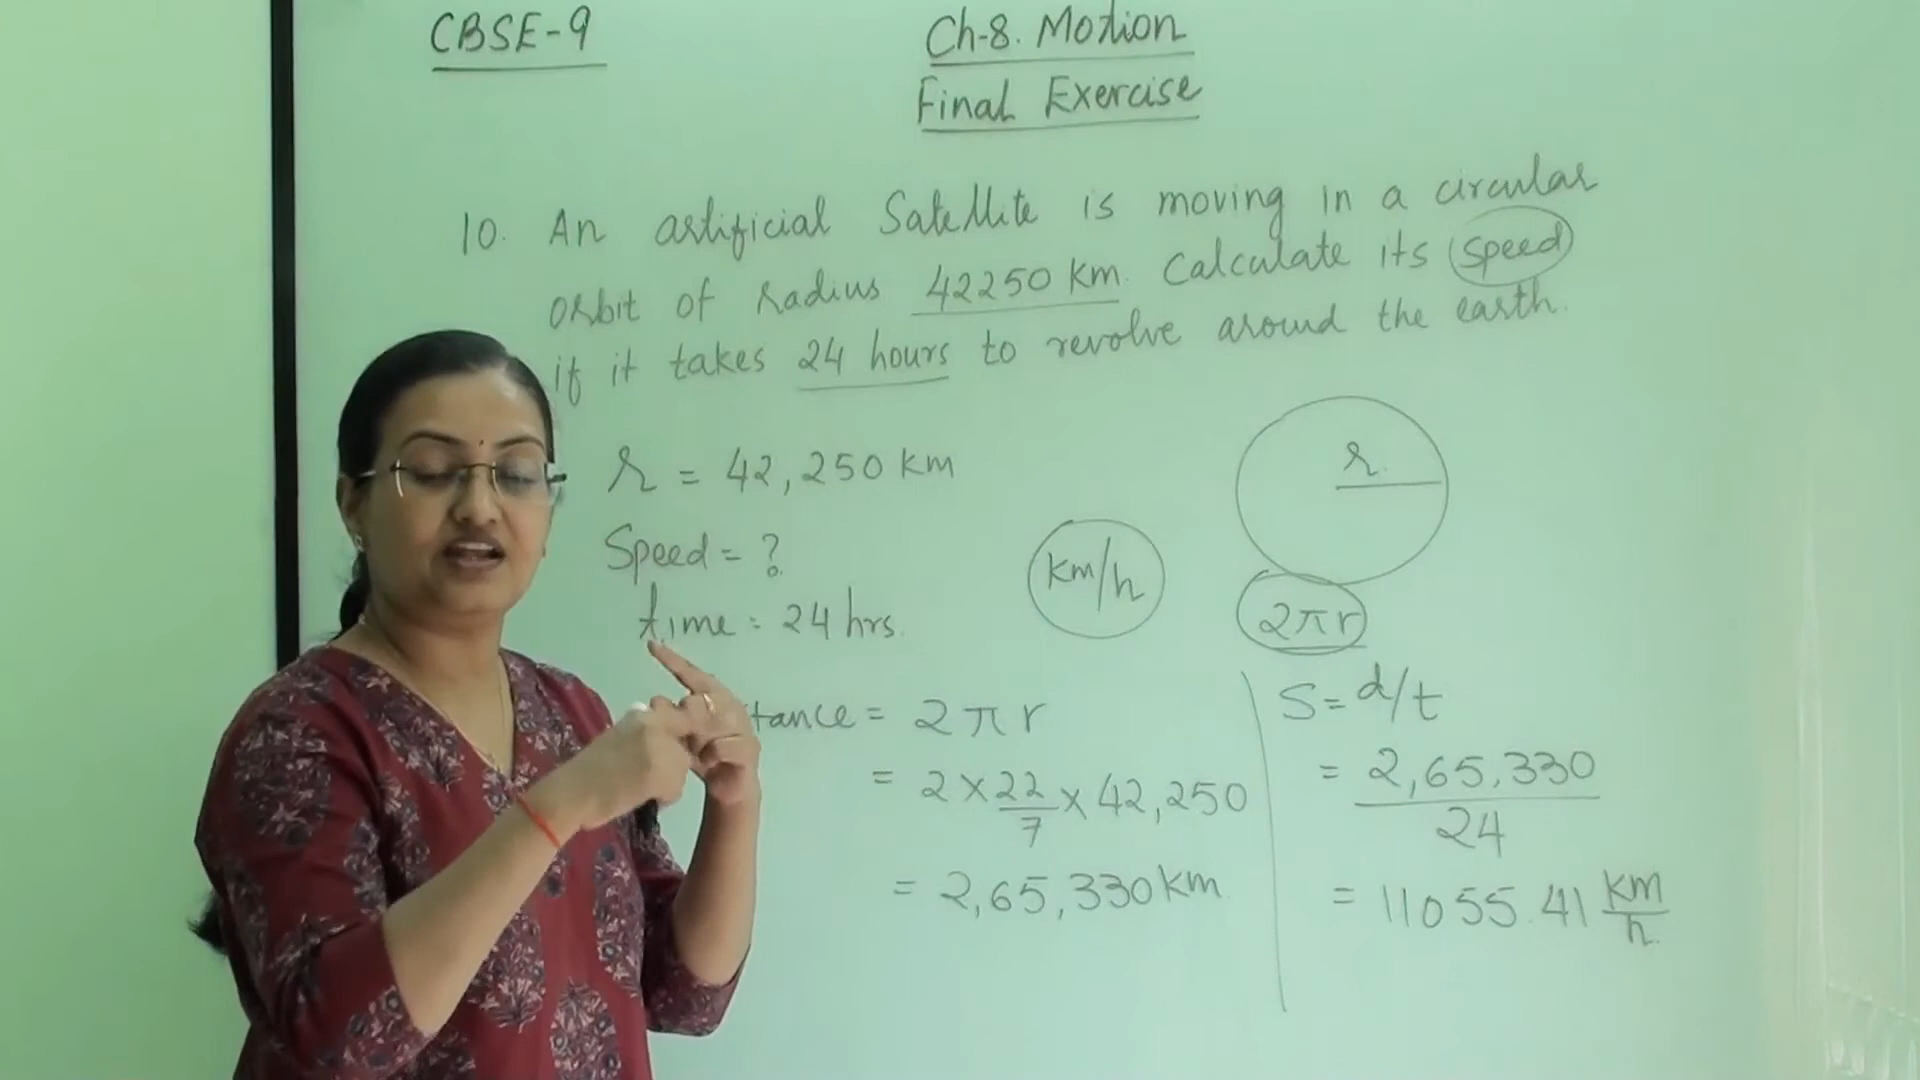 CBSE-9
Ch-8. Motion
Final Exercise
10. An artificial Satellite is moving in a circular
orbit of radius 42250 km. Calculate its speed
if it takes 24 hours to revolve around the earth.
r = 42,250 km
r
Speed = ?
km/h
time = 24 hrs.
2πr
tance = 2πr
= 2 × 22/7 × 42,250
= 2,65,330 km
S = d/t
= 2,65,330
24
= 11055.41 km/h.